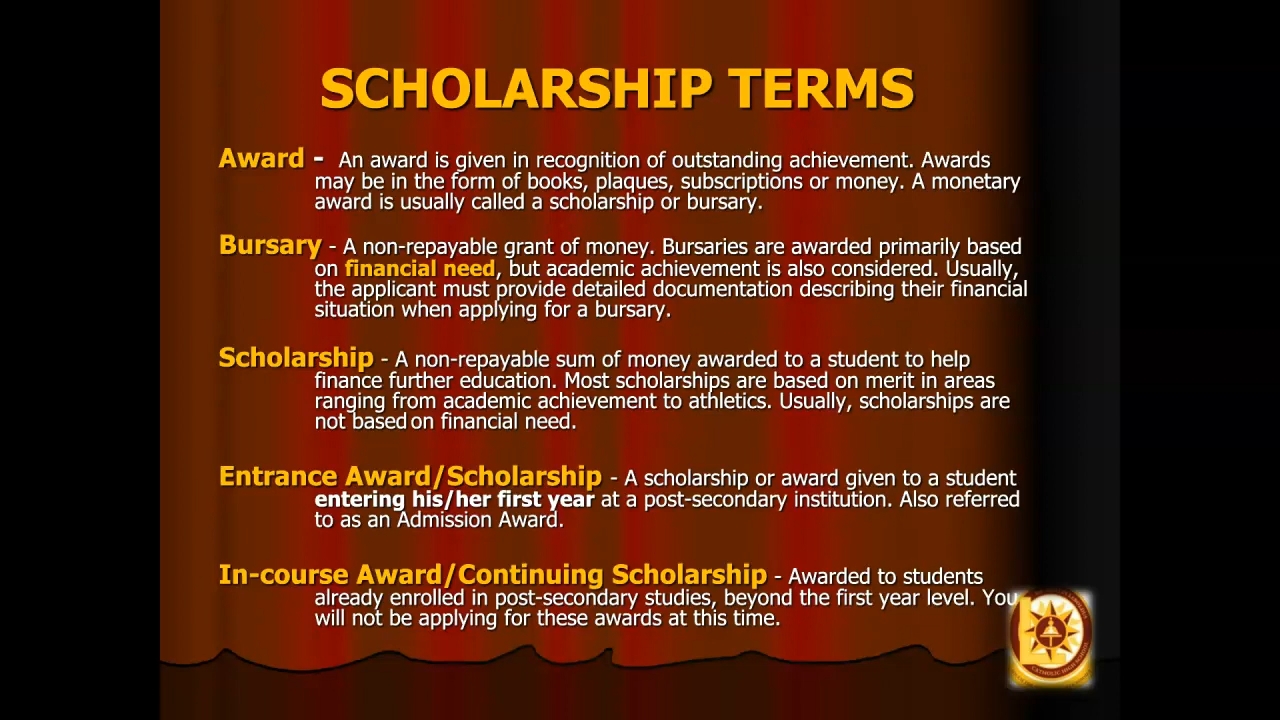 SCHOLARSHIP TERMS
Award - An award is given in recognition of outstanding achievement. Awards
may be in the form of books, plaques, subscriptions or money. A monetary
award is usually called a scholarship or bursary.
Bursary - A non-repayable grant of money. Bursaries are awarded primarily based
on financial need, but academic achievement is also considered. Usually,
the applicant must provide detailed documentation describing their financial
situation when applying for a bursary.
Scholarship - A non-repayable sum of money awarded to a student to help
finance further education. Most scholarships are based on merit in areas
ranging from academic achievement to athletics. Usually, scholarships are
not based on financial need.
Entrance Award/Scholarship - A scholarship or award given to a student
entering his/her first year at a post-secondary institution. Also referred
to as an Admission Award.
In-course Award/Continuing Scholarship - Awarded to students
already enrolled in post-secondary studies, beyond the first year level. You
will not be applying for these awards at this time.
CATHOLIC HIGH SCHOOL